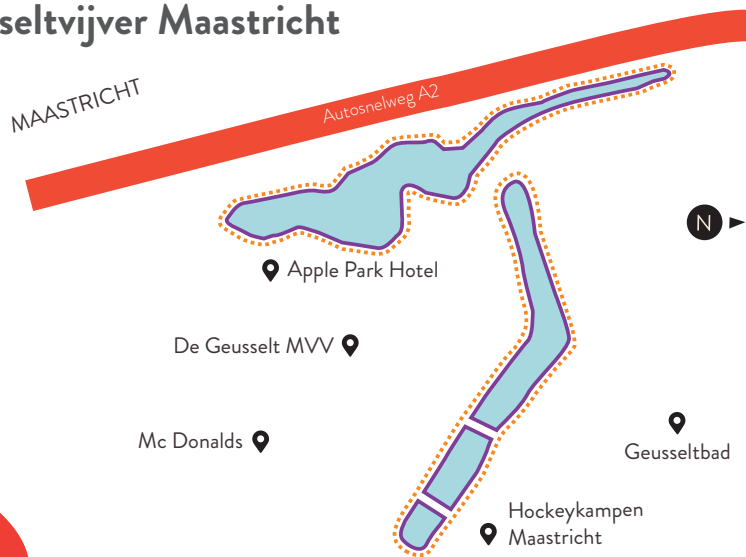 seltvijver Maastricht
MAASTRICHT
Autosnelweg A2
N
Apple Park Hotel
De Geusselt MVV
Mc Donalds
Geusseltbad
Hockeykampen
Maastricht